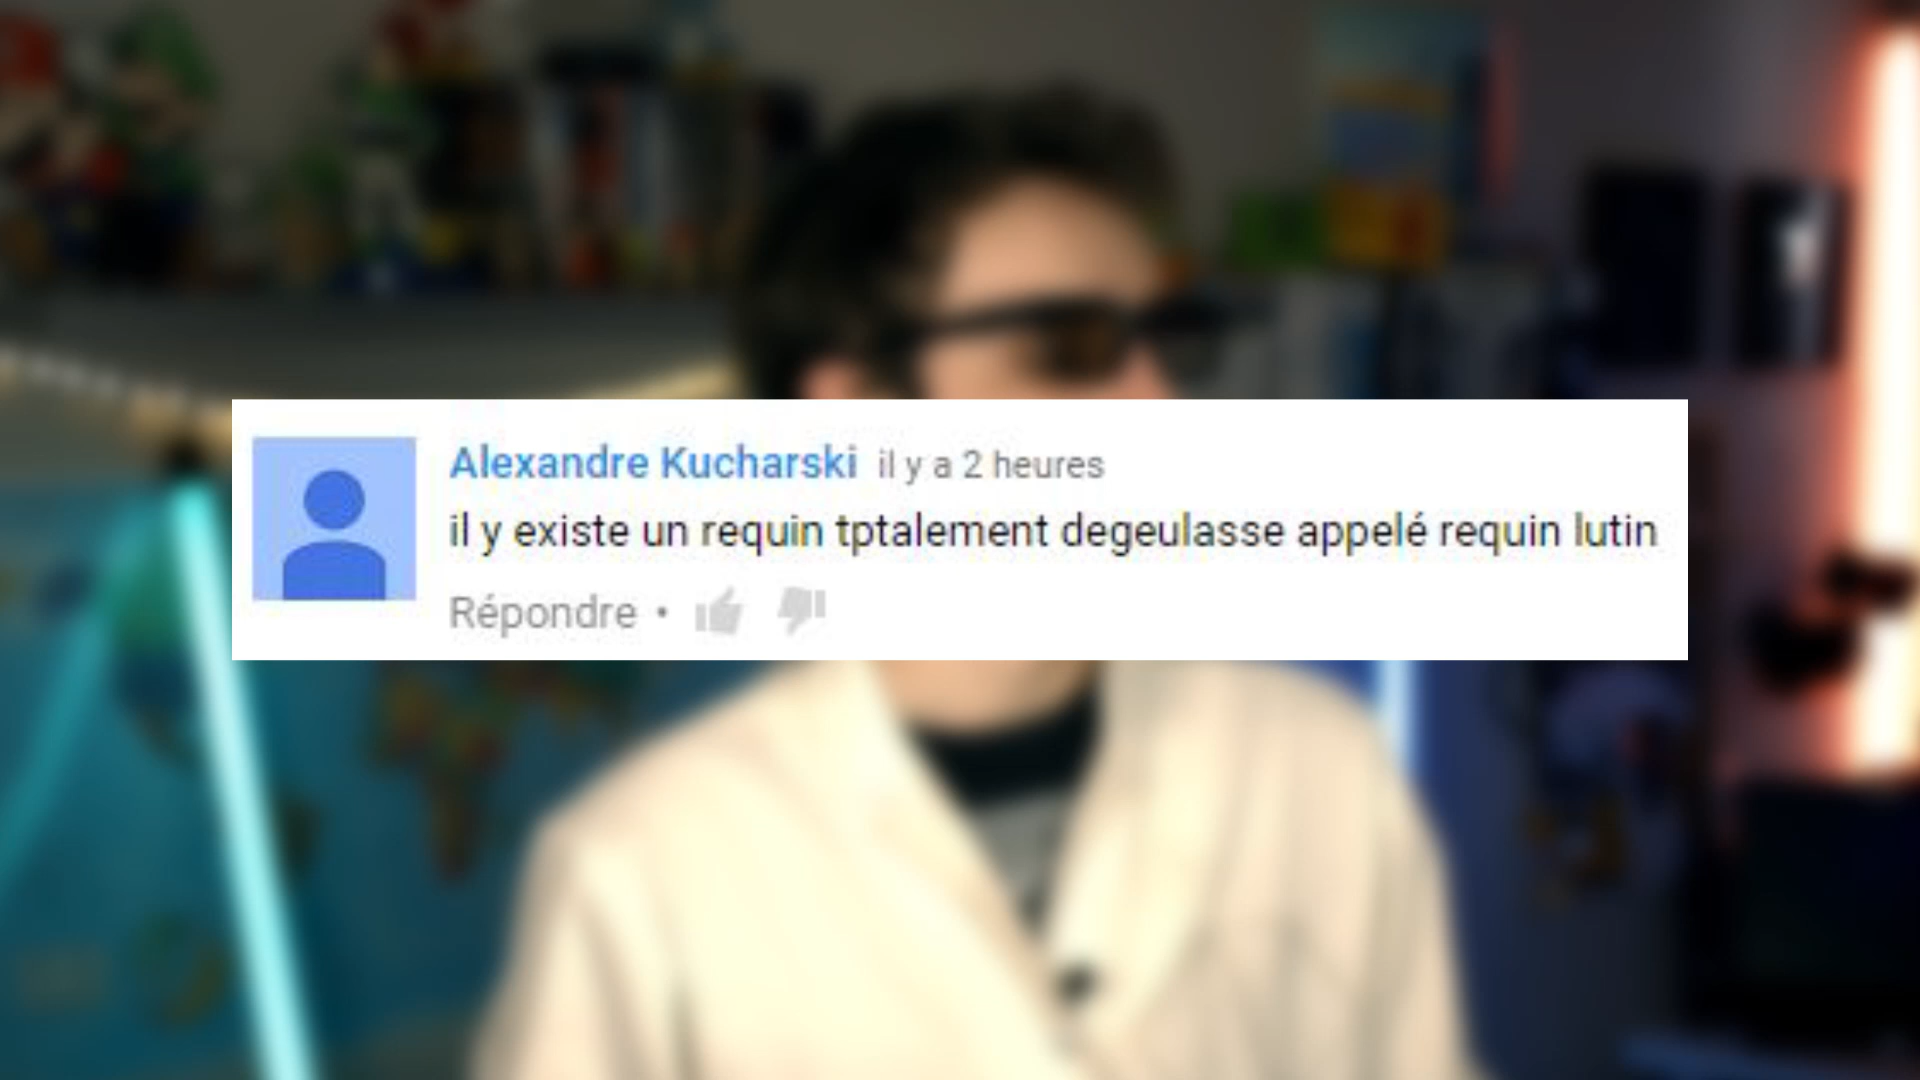 Alexandre Kucharski il y a 2 heures
il y existe un requin tptalement degeulasse appelé requin lutin
Répondre •